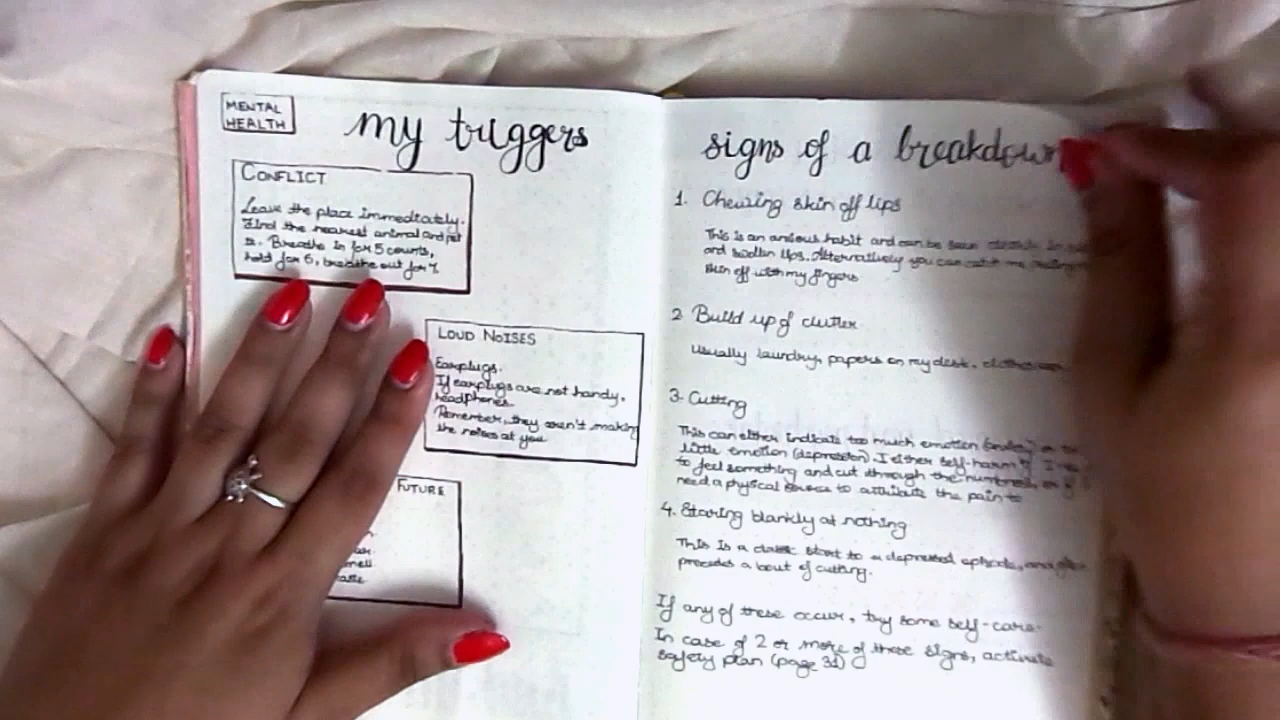 MENTAL
HEALTH
my triggers
CONFLICT
Leave the place immediately.
Find the nearest animal and pet
it. Breathe in for 5 counts,
hold for 6, breathe out for 7
LOUD NOISES
Earplugs.
If earplugs are not handy,
headphones.
Remember, they aren't making
the noises at you
FUTURE
signs of a breakdown
1. Chewing skin off lips
This is an anxious habit and can be seen
and swollen lips. Alternatively you can catch me
skin off with my fingers
2 Build up of clutter
Usually laundry, papers on my desk, clothes
3. Cutting
This can either indicate too much emotion (anxiety) or too
little emotion (depression). I either self-harm if I
to feel something and cut through the numbness or if I
need a physical source to attribute the pain to
4. Staring blankly at nothing
This is a classic start to a depressed episode, and often
precedes a bout of cutting.
If any of these occur, try some self-care.
In case of 2 or more of these signs, activate
safety plan (page 31)